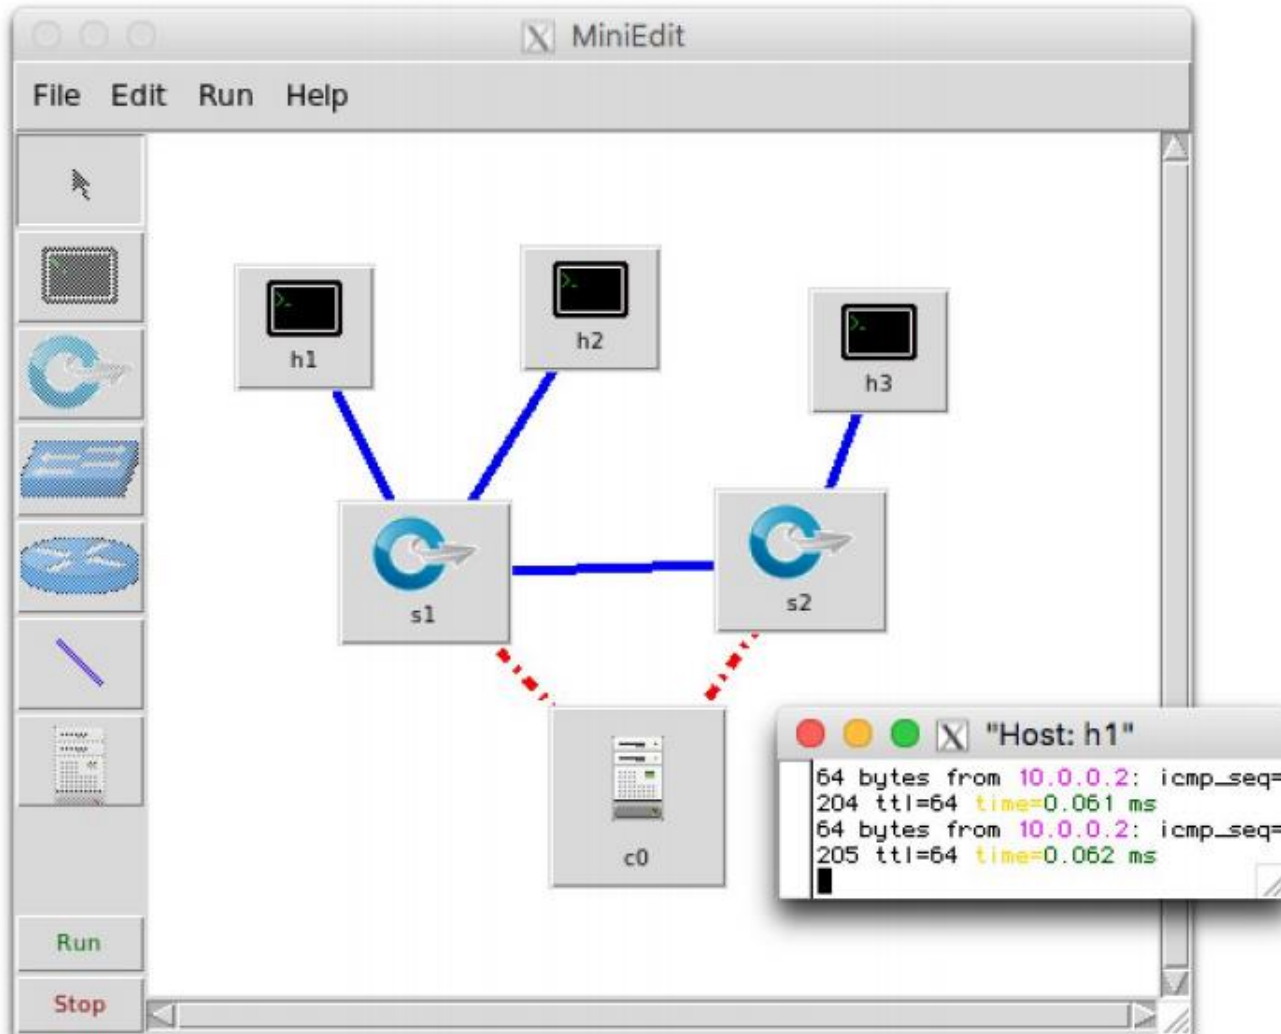 MiniEdit
File Edit Run Help
h1
h2
h3
s1
s2
c0
"Host: h1"
64 bytes from 10.0.0.2: icmp_seq=
204 ttl=64 time=0.061 ms
64 bytes from 10.0.0.2: icmp_seq=
205 ttl=64 time=0.062 ms
Run
Stop